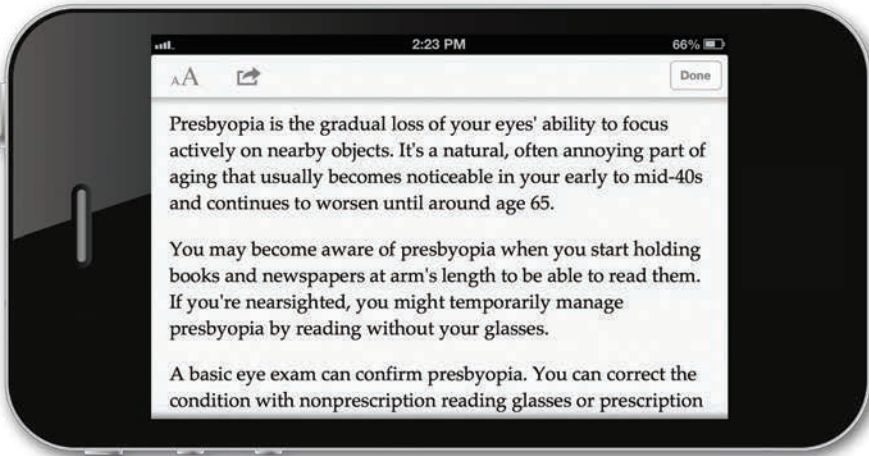 2:23 PM
66%
AA
Done
Presbyopia is the gradual loss of your eyes' ability to focus
actively on nearby objects. It's a natural, often annoying part of
aging that usually becomes noticeable in your early to mid-40s
and continues to worsen until around age 65.
You may become aware of presbyopia when you start holding
books and newspapers at arm's length to be able to read them.
If you're nearsighted, you might temporarily manage
presbyopia by reading without your glasses.
A basic eye exam can confirm presbyopia. You can correct the
condition with nonprescription reading glasses or prescription